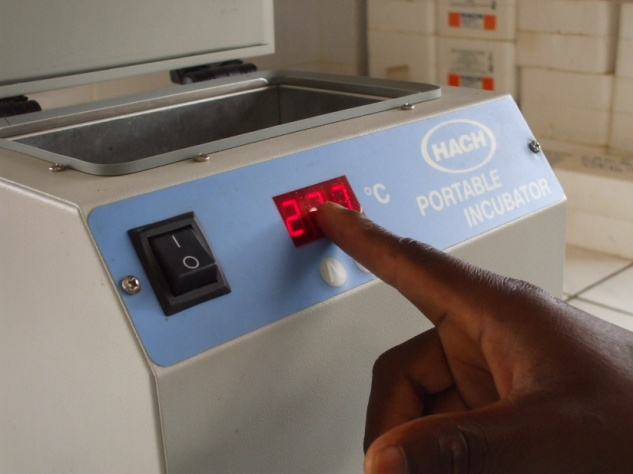 HACH
PORTABLE
INCUBATOR
°C
I
O